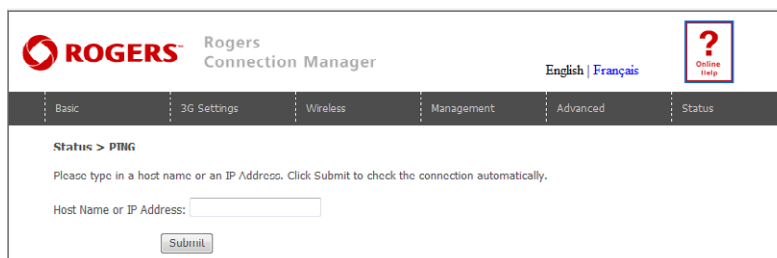 ROGERS™
Rogers
Connection Manager
English | Français
?
Online
Help
Basic 3G Settings Wireless Management Advanced Status
Status > PING
Please type in a host name or an IP Address. Click Submit to check the connection automatically.
Host Name or IP Address:
Submit